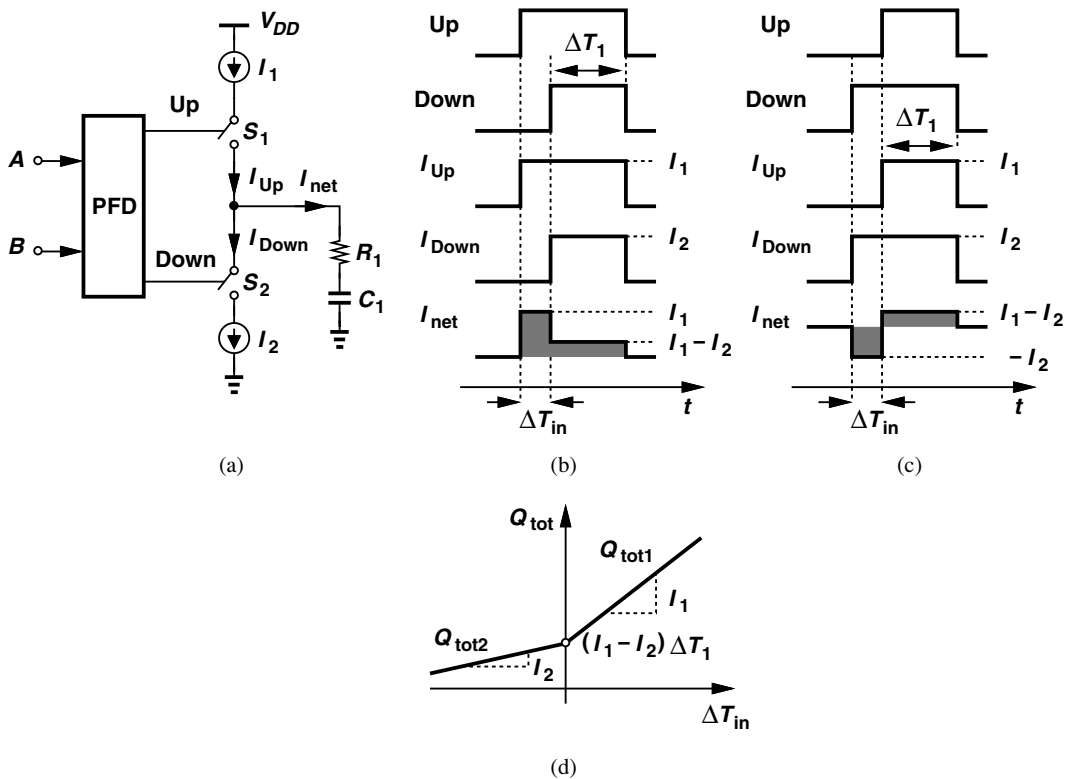 V_DD
I_1
Up
S_1
A
B
PFD
I_Up
I_net
I_Down
Down
S_2
R_1
C_1
I_2
(a)
Up
ΔT_1
Down
I_Up
I_1
I_Down
I_2
I_net
I_1
I_1 – I_2
t
ΔT_in
(b)
Up
Down
ΔT_1
I_Up
I_1
I_Down
I_2
I_net
I_1 – I_2
– I_2
t
ΔT_in
(c)
Q_tot
Q_tot1
I_1
Q_tot2
I_2
(I_1 – I_2) ΔT_1
ΔT_in
(d)